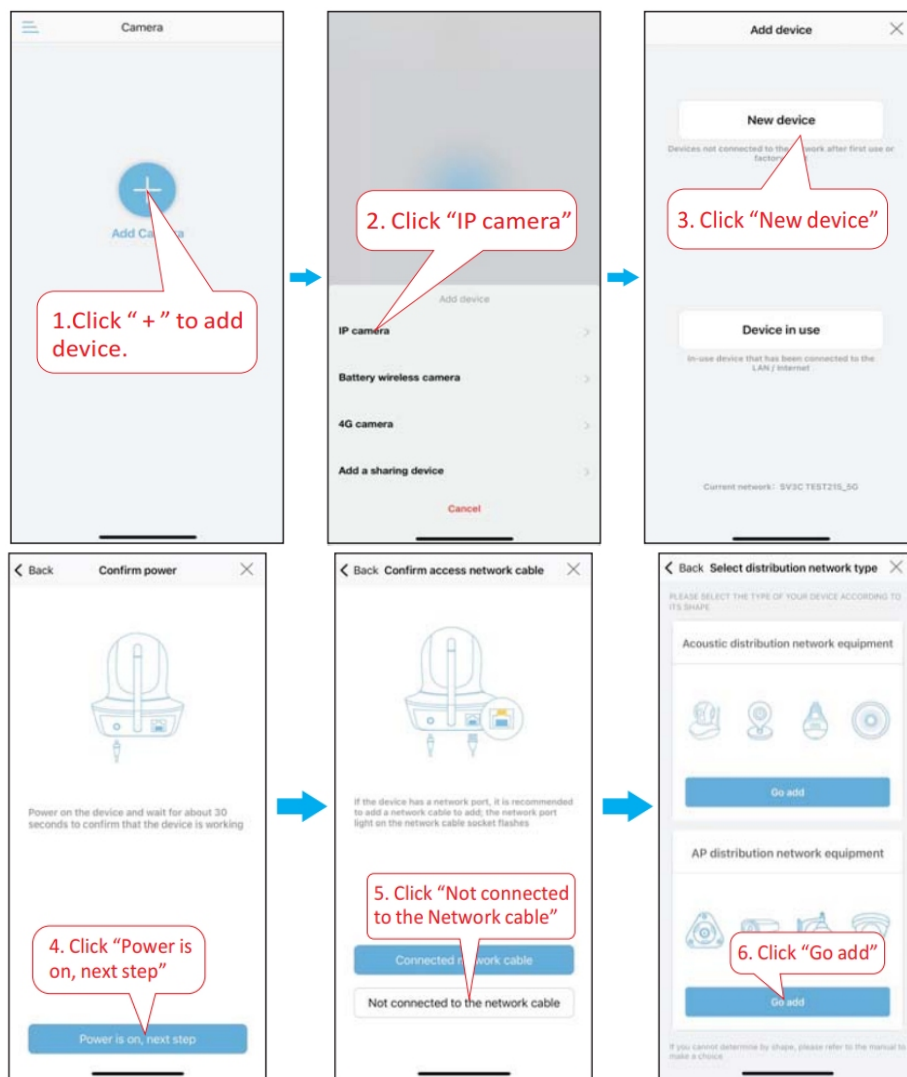 Camera
Add Ca   ra
1.Click “ + ” to add
device.
2. Click “IP camera”
Add device
IP camera
Battery wireless camera
4G camera
Add a sharing device
Cancel
Add device
New device
Devices not connected to the   work after first use or
factory
3. Click “New device”
Device in use
In-use device that has been connected to the
LAN / Internet
Current network: SV3C TEST215_5G
Back
Confirm power
Power on the device and wait for about 30
seconds to confirm that the device is working
4. Click “Power is
on, next step”
Power is on, next step
Back
Confirm access network cable
If the device has a network port, it is recommended
to add a network cable to add; the network port
light on the network cable socket flashes
5. Click “Not connected
to the Network cable”
Connected network cable
Not connected to the network cable
Back
Select distribution network type
PLEASE SELECT THE TYPE OF YOUR DEVICE ACCORDING TO
ITS SHAPE
Acoustic distribution network equipment
Go add
AP distribution network equipment
6. Click “Go add”
Go add
If you cannot determine by shape, please refer to the manual to
make a choice